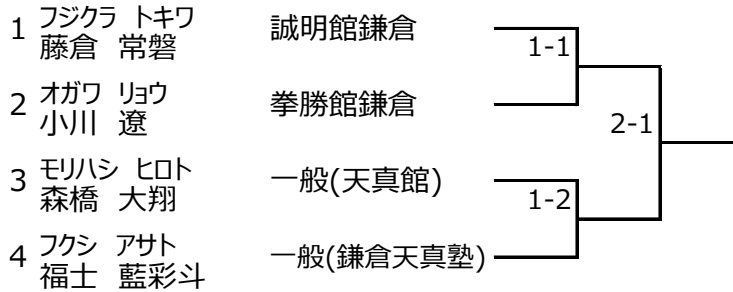 フジクラ トキワ
1 藤倉 常磐 誠明館鎌倉
1-1
オガワ リョウ
2 小川 遼 拳勝館鎌倉
2-1
モリハシ ヒロト
3 森橋 大翔 一般(天真館)
1-2
フクシ アサト
4 福士 藍彩斗 一般(鎌倉天真塾)